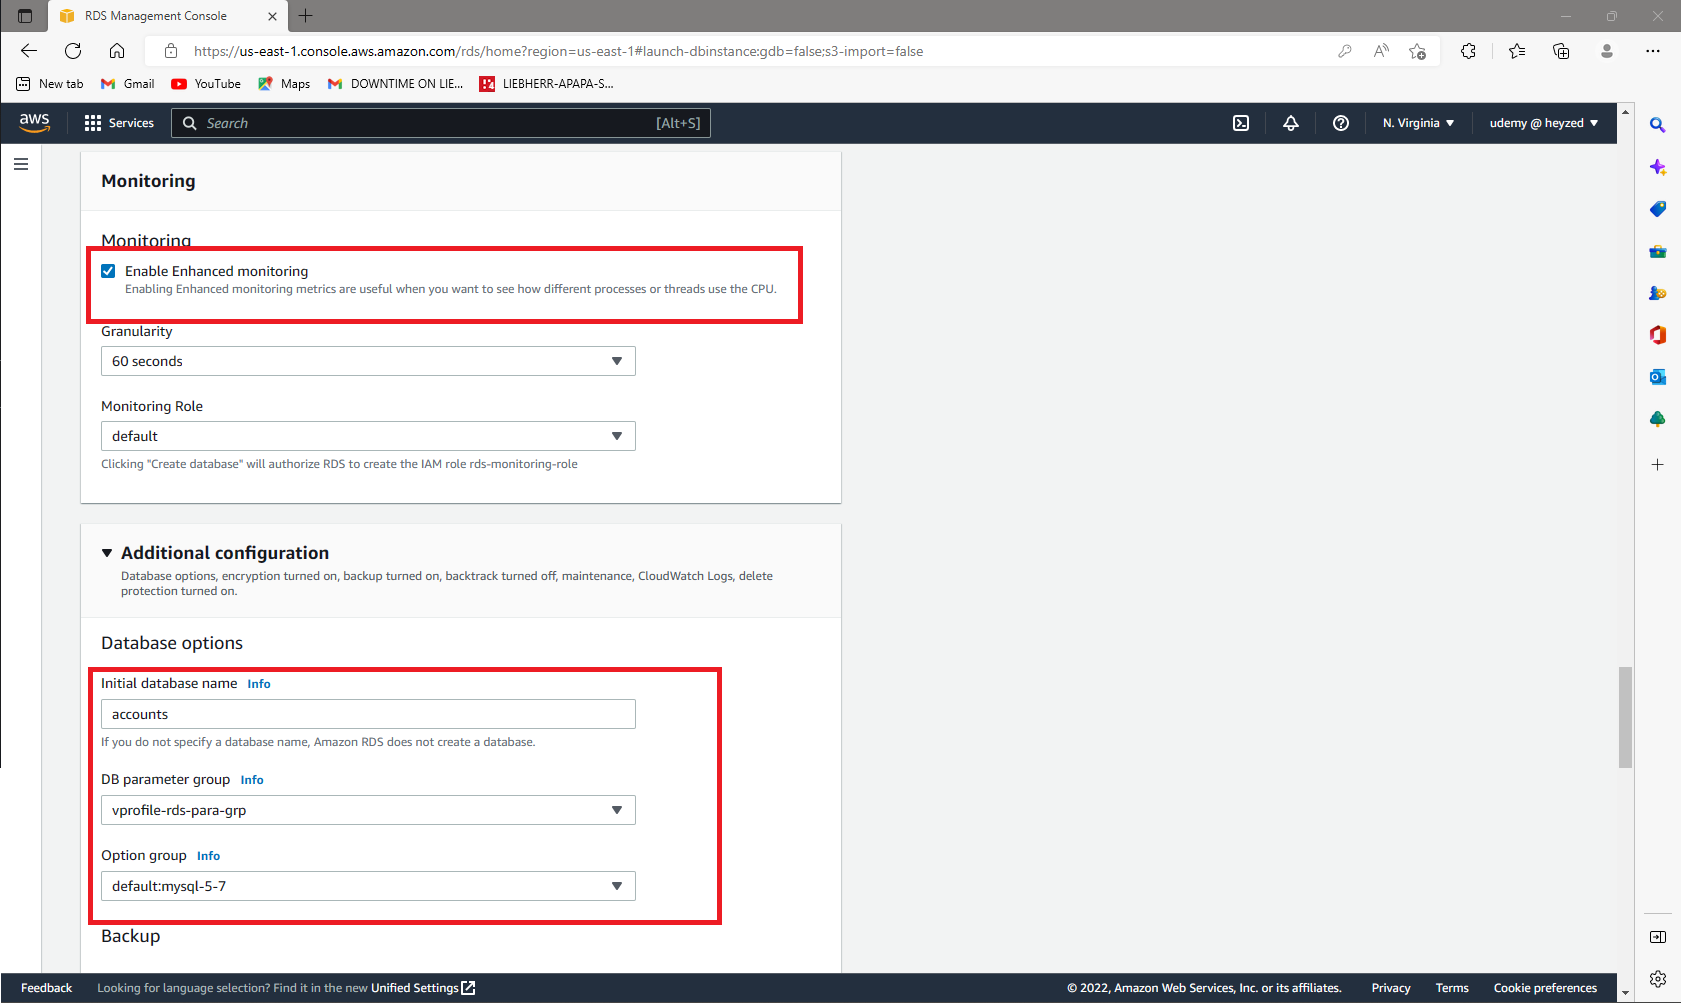 RDS Management Console
https://us-east-1.console.aws.amazon.com/rds/home?region=us-east-1#launch-dbinstance:gdb=false;s3-import=false
New tab Gmail YouTube Maps DOWNTIME ON LIE... LIEBHERR-APAPA-S...
aws Services Search [Alt+S] N. Virginia udemy @ heyzed
Monitoring
Monitoring
Enable Enhanced monitoring
Enabling Enhanced monitoring metrics are useful when you want to see how different processes or threads use the CPU.
Granularity
60 seconds
Monitoring Role
default
Clicking "Create database" will authorize RDS to create the IAM role rds-monitoring-role
Additional configuration
Database options, encryption turned on, backup turned on, backtrack turned off, maintenance, CloudWatch Logs, delete
protection turned on.
Database options
Initial database name Info
accounts
If you do not specify a database name, Amazon RDS does not create a database.
DB parameter group Info
vprofile-rds-para-grp
Option group Info
default:mysql-5-7
Backup
Feedback Looking for language selection? Find it in the new Unified Settings © 2022, Amazon Web Services, Inc. or its affiliates. Privacy Terms Cookie preferences